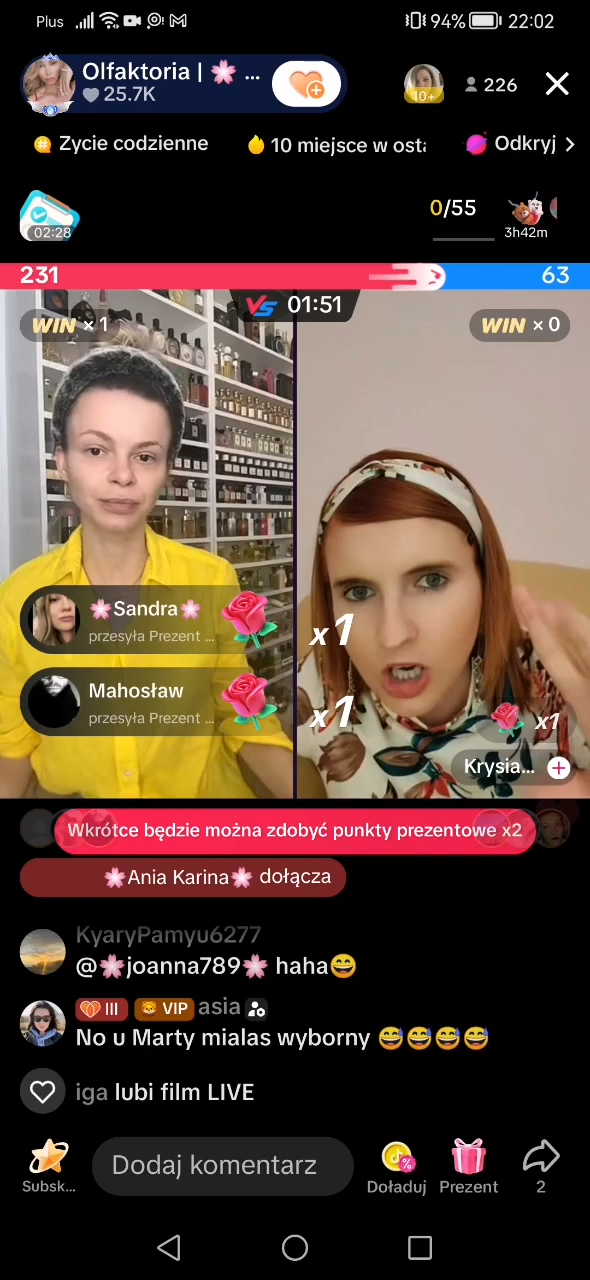 Plus 94% 22:02
Olfaktoria | 🌸 ...
25.7K
10+
226
Zycie codzienne 10 miejsce w osta Odkryj
02:28
0/55
3h42m
231 63
VS 01:51
WIN x 1 WIN x 0
🌸Sandra🌸
przesyła Prezent ...
x1
Mahosław
przesyła Prezent ...
x1
x1
Krysia...
Wkrótce będzie można zdobyć punkty prezentowe x2
🌸Ania Karina🌸 dołącza
KyaryPamyu6277
@🌸joanna789🌸 haha😅
III VIP asia
No u Marty mialas wyborny 😅😅😅😅
iga lubi film LIVE
Subsk... Dodaj komentarz Doładuj Prezent 2